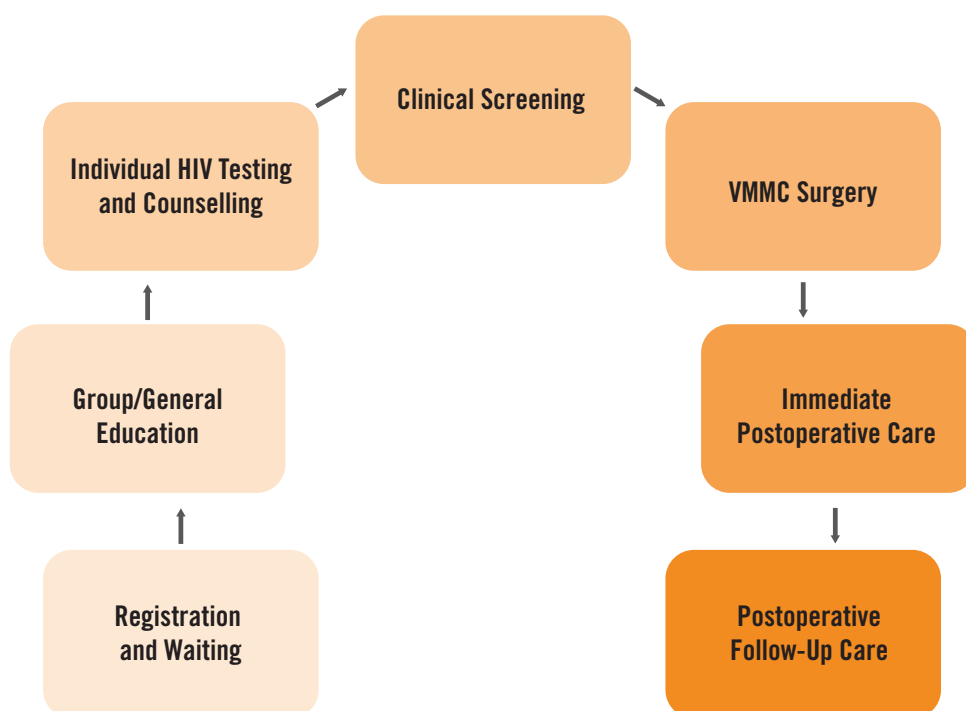 Registration
and Waiting
Group/General
Education
Individual HIV Testing
and Counselling
Clinical Screening
VMMC Surgery
Immediate
Postoperative Care
Postoperative
Follow-Up Care